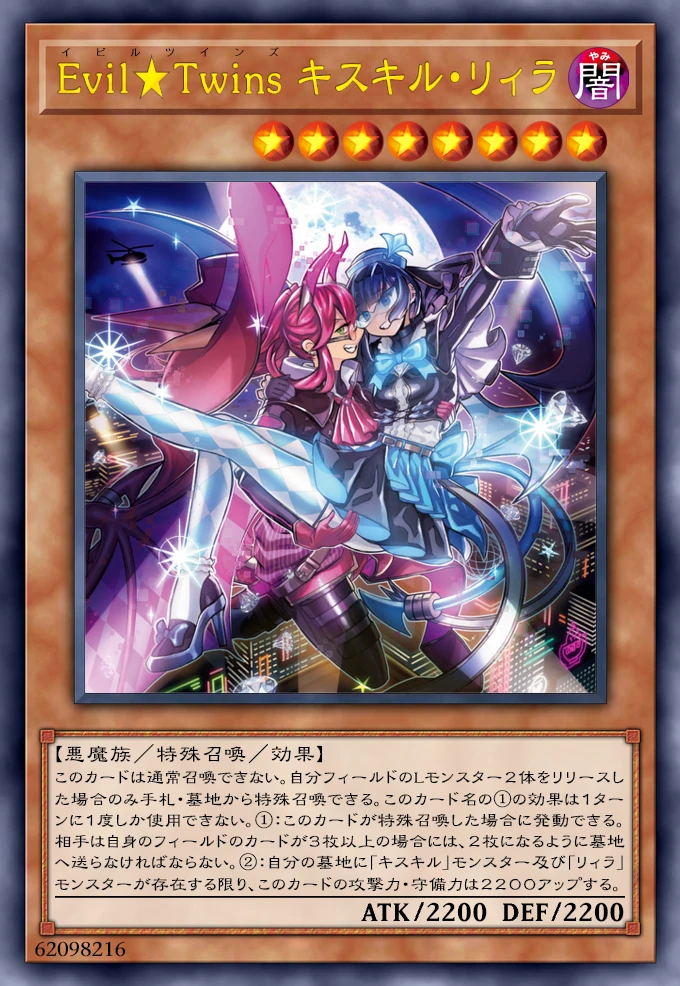 イビルツインズ
Evil★Twins キスキル・リィラ
やみ
闇
【悪魔族／特殊召喚／効果】
このカードは通常召喚できない。自分フィールドのLモンスター２体をリリースし
た場合のみ手札・墓地から特殊召喚できる。このカード名の①の効果は１ター
ンに１度しか使用できない。①：このカードが特殊召喚した場合に発動できる。
相手は自身のフィールドのカードが３枚以上の場合には、２枚になるように墓地
へ送らなければならない。②：自分の墓地に「キスキル」モンスター及び「リィラ」
モンスターが存在する限り、このカードの攻撃力・守備力は２２００アップする。
ATK/2200 DEF/2200
62098216